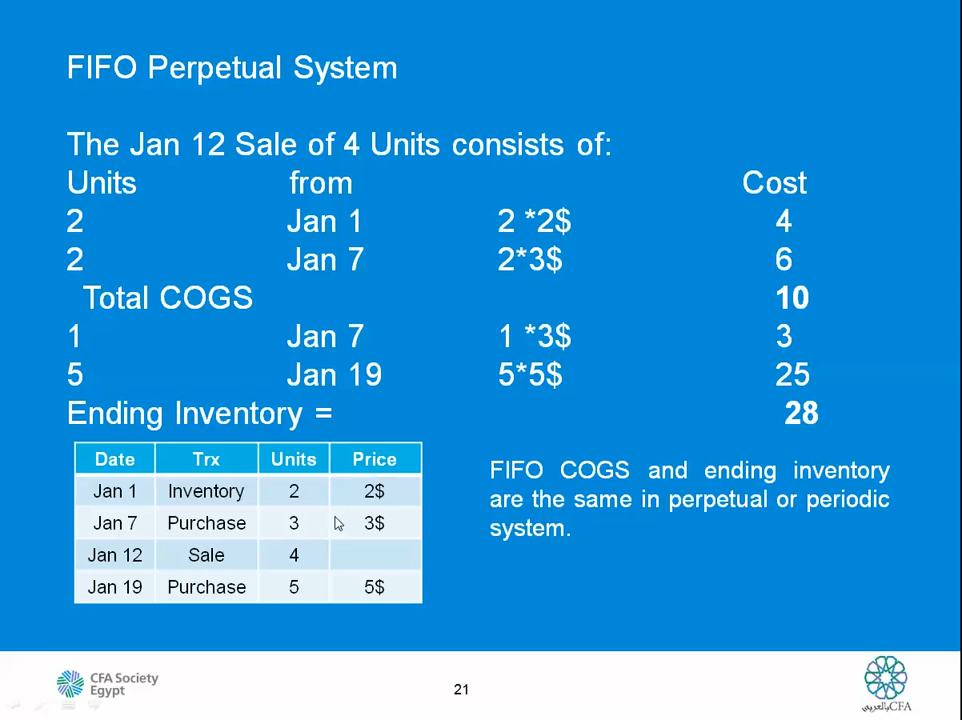 FIFO Perpetual System
The Jan 12 Sale of 4 Units consists of:
Units from Cost
2 Jan 1 2 *2$ 4
2 Jan 7 2*3$ 6
Total COGS 10
1 Jan 7 1 *3$ 3
5 Jan 19 5*5$ 25
Ending Inventory = 28
Date Trx Units Price
Jan 1 Inventory 2 2$
Jan 7 Purchase 3 3$
Jan 12 Sale 4
Jan 19 Purchase 5 5$
FIFO COGS and ending inventory
are the same in perpetual or periodic
system.
CFA Society
Egypt
21
CFAبالعربي